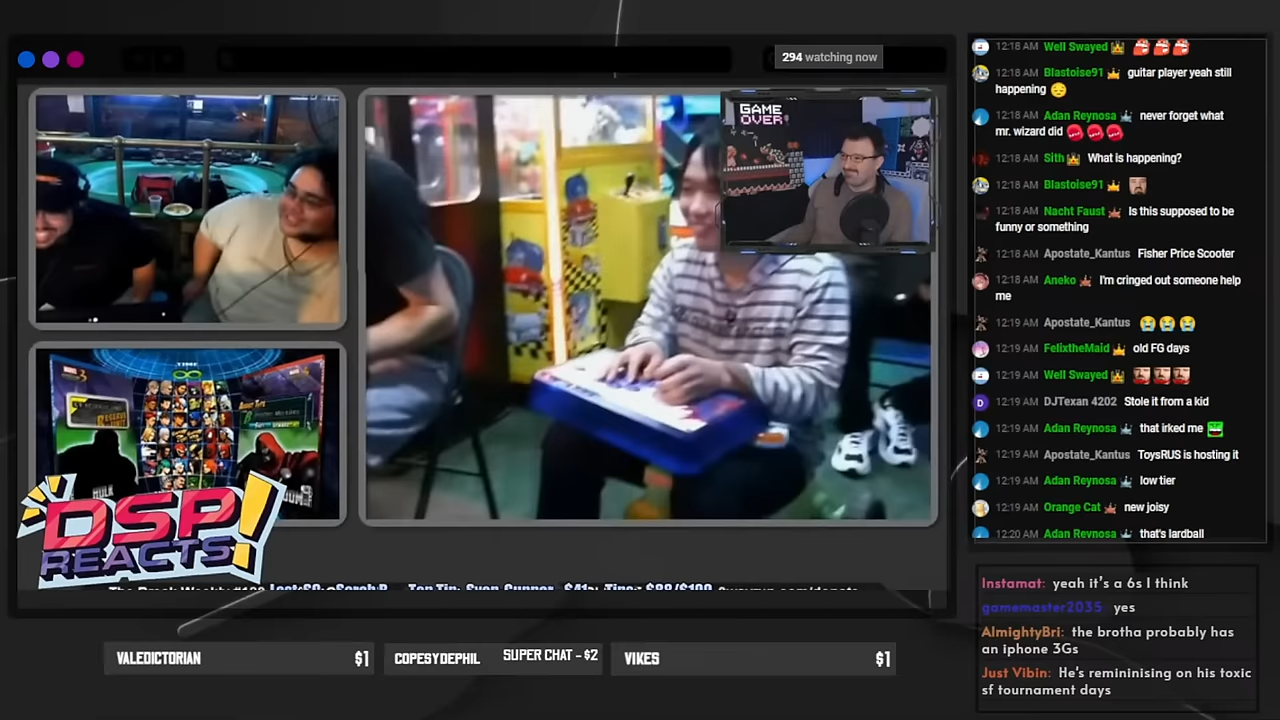 294 watching now
GAME
OVER
TIME
DSP
REACTS!
VALEDICTORIAN
$1
COPESYDEPHIL
SUPER CHAT - $2
VIKES
$1
12:18 AM Well Swayed
12:18 AM Blastoise91 guitar player yeah still
happening
12:18 AM Adan Reynosa never forget what
mr. wizard did
12:18 AM Sith What is happening?
12:18 AM Blastoise91
12:18 AM Nacht Faust Is this supposed to be
funny or something
12:18 AM Apostate_Kantus Fisher Price Scooter
12:18 AM Aneko I'm cringed out someone help
me
12:19 AM Apostate_Kantus 😭😭😭
12:19 AM FelixtheMaid old FG days
12:19 AM Well Swayed
12:19 AM DJTexan 4202 Stole it from a kid
12:19 AM Adan Reynosa that irked me
12:19 AM Apostate_Kantus ToysRUS is hosting it
12:19 AM Adan Reynosa low tier
12:19 AM Orange Cat new joisy
12:20 AM Adan Reynosa that's lardball
Instamat: yeah it's a 6s I think
gamemaster2035 yes
AlmightyBri: the brotha probably has
an iphone 3Gs
Just Vibin: He's remininising on his toxic
sf tournament days